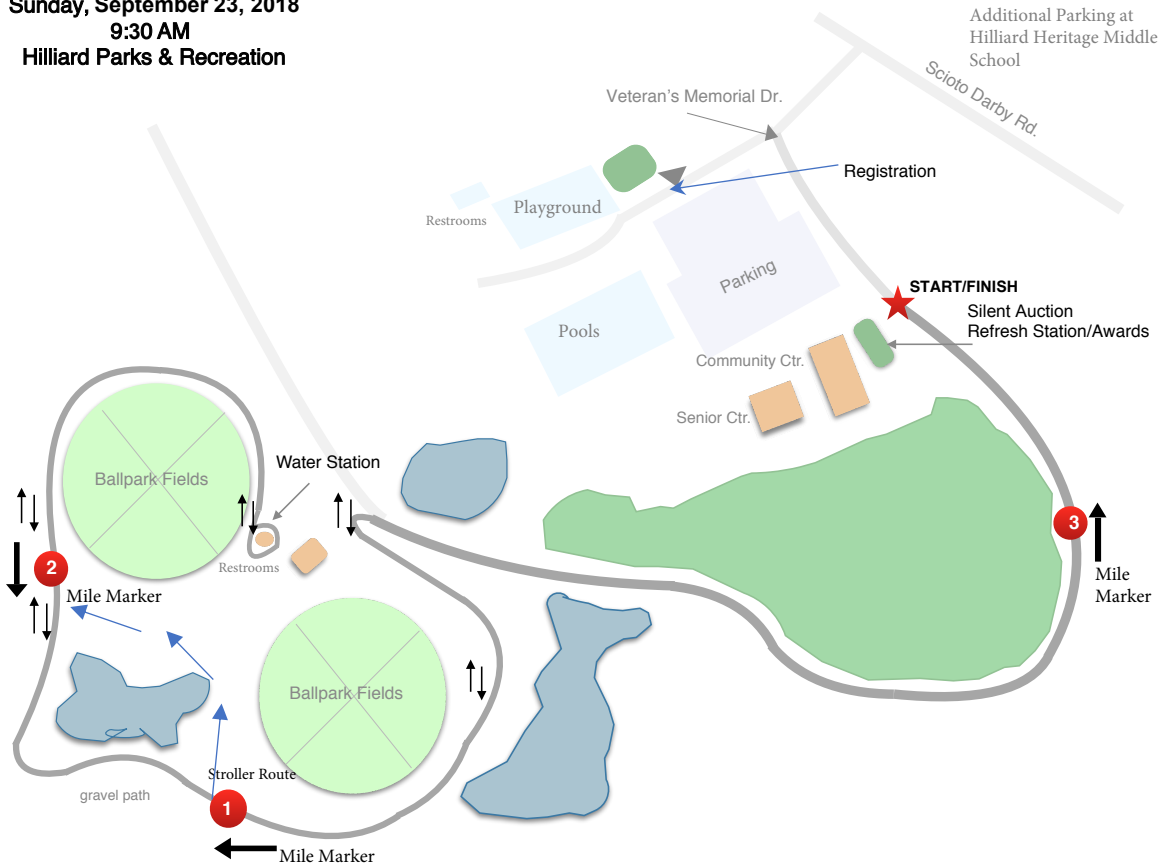 Sunday, September 23, 2018
9:30 AM
Hilliard Parks & Recreation
Additional Parking at
Hilliard Heritage Middle
School
Scioto Darby Rd.
Veteran's Memorial Dr.
Registration
Playground
Restrooms
Parking
START/FINISH
Silent Auction
Refresh Station/Awards
Pools
Community Ctr.
Senior Ctr.
Water Station
Ballpark Fields
Restrooms
2
Mile Marker
3
Mile
Marker
Ballpark Fields
Stroller Route
gravel path
1
Mile Marker